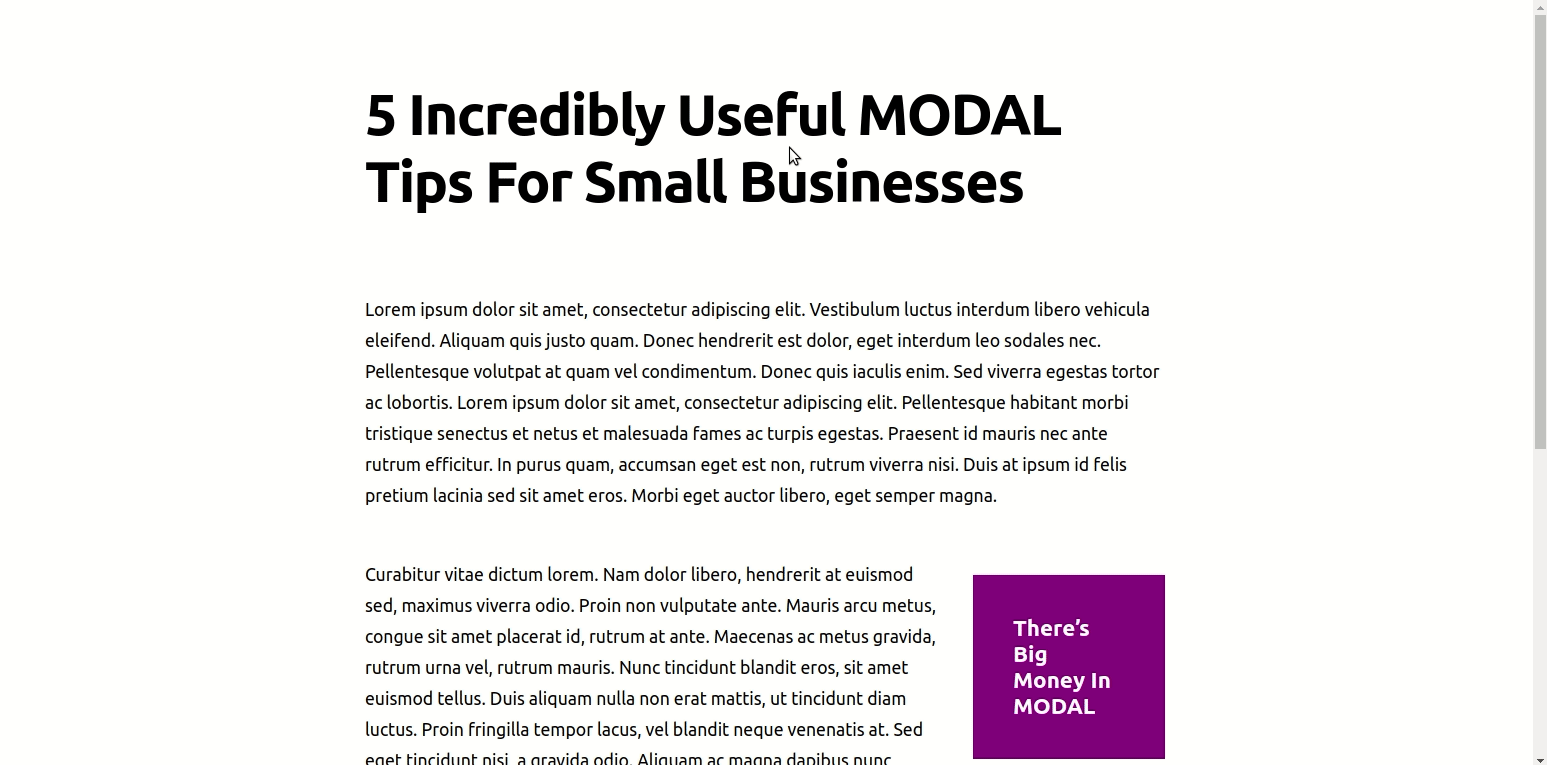 5 Incredibly Useful MODAL
Tips For Small Businesses
Lorem ipsum dolor sit amet, consectetur adipiscing elit. Vestibulum luctus interdum libero vehicula
eleifend. Aliquam quis justo quam. Donec hendrerit est dolor, eget interdum leo sodales nec.
Pellentesque volutpat at quam vel condimentum. Donec quis iaculis enim. Sed viverra egestas tortor
ac lobortis. Lorem ipsum dolor sit amet, consectetur adipiscing elit. Pellentesque habitant morbi
tristique senectus et netus et malesuada fames ac turpis egestas. Praesent id mauris nec ante
rutrum efficitur. In purus quam, accumsan eget est non, rutrum viverra nisi. Duis at ipsum id felis
pretium lacinia sed sit amet eros. Morbi eget auctor libero, eget semper magna.
Curabitur vitae dictum lorem. Nam dolor libero, hendrerit at euismod
sed, maximus viverra odio. Proin non vulputate ante. Mauris arcu metus,
congue sit amet placerat id, rutrum at ante. Maecenas ac metus gravida,
rutrum urna vel, rutrum mauris. Nunc tincidunt blandit eros, sit amet
euismod tellus. Duis aliquam nulla non erat mattis, ut tincidunt diam
luctus. Proin fringilla tempor lacus, vel blandit neque venenatis at. Sed
eget tincidunt nisi, a gravida odio. Aliquam ac magna dapibus nunc
There's
Big
Money In
MODAL